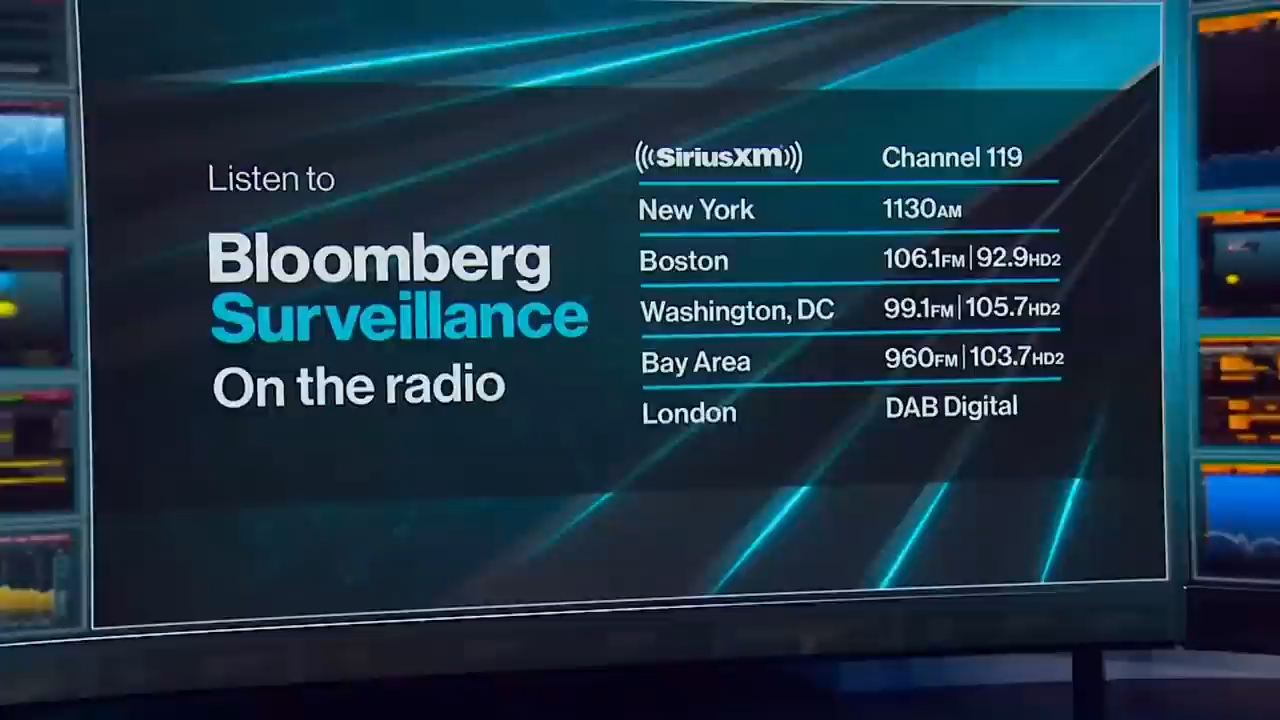 Listen to
Bloomberg
Surveillance
On the radio
SiriusXM Channel 119
New York 1130AM
Boston 106.1FM|92.9HD2
Washington, DC 99.1FM|105.7HD2
Bay Area 960FM|103.7HD2
London DAB Digital